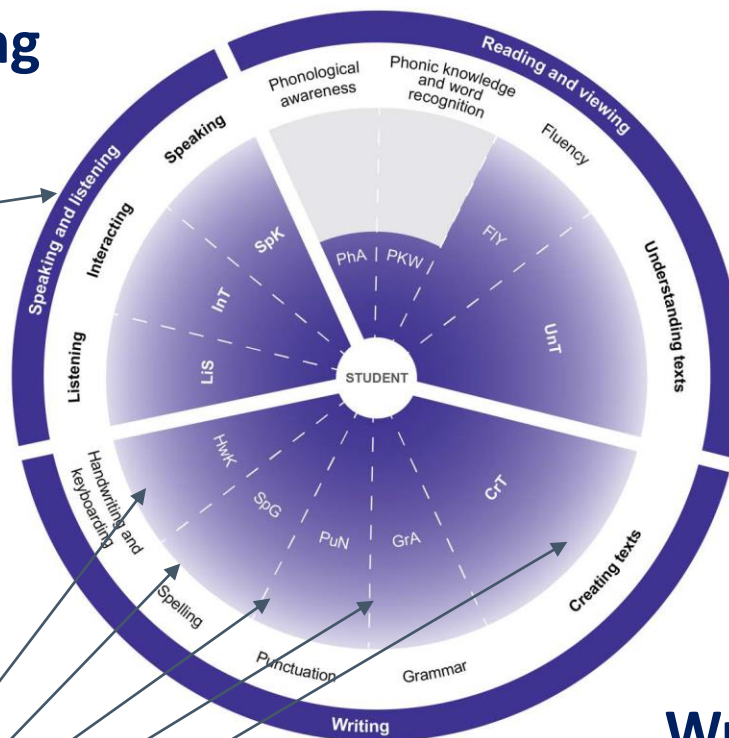 ng
Reading and viewing
Phonological
awareness
Phonic knowledge
and word
recognition
Fluency
Understanding texts
Speaking and listening
Speaking
Interacting
Listening
SpK
InT
LiS
PhA
PKW
FlY
UnT
STUDENT
HwK
SpG
PuN
GrA
CrT
Handwriting and
keyboarding
Spelling
Punctuation
Grammar
Creating texts
Writing